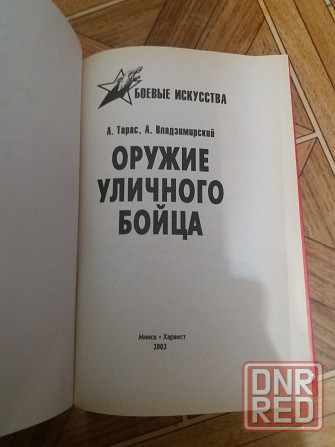 БОЕВЫЕ ИСКУССТВА
А. Тарас, А. Владзимирский
ОРУЖИЕ
УЛИЧНОГО
БОЙЦА
Минск • Харвест
2003
DNR
RED